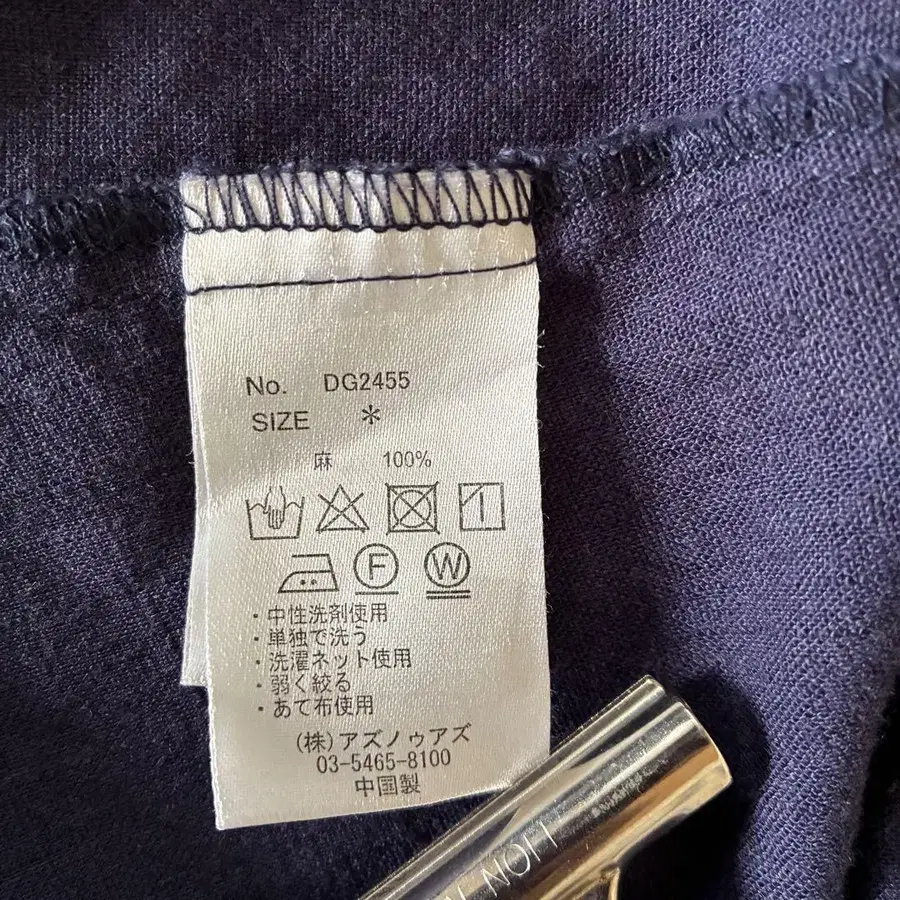 No. DG2455
SIZE *
麻 100%
F W
・中性洗剤使用
・単独で洗う
・洗濯ネット使用
・弱く絞る
・あて布使用
(株)アズノゥアズ
03-5465-8100
中国製
NOIL